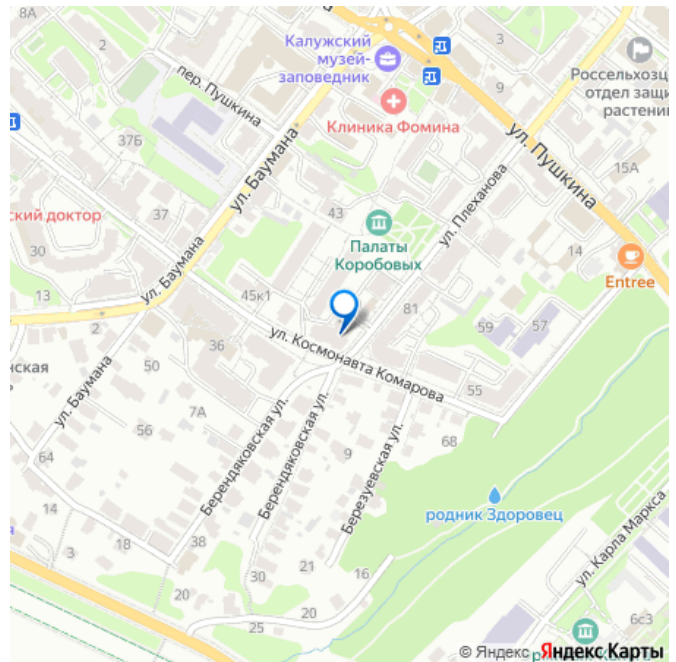 8А
2
Калужский
музей-
заповедник
Днепр
9
Россельхозц
отдел защи
растени
пер. Пушкина
Клиника Фомина
ул. Пушкина
37Б
15А
ул. Баумана
ул. Плеханова
ский доктор
37
43
30
Палаты
Коробовых
14
ул. Баумана
Entree
13
45к1
81
2
59
57
36
ул. Космонавта Комарова
нская
50
55
ул. Баумана
7А
56
68
64
Берендяковская ул.
Берендяковская ул.
9
Березуевская ул.
родник Здоровец
14
ул. Карла Маркса
3
18
38
30
21
16
20
20
25
6с3
© Яндекс Яндекс Карты